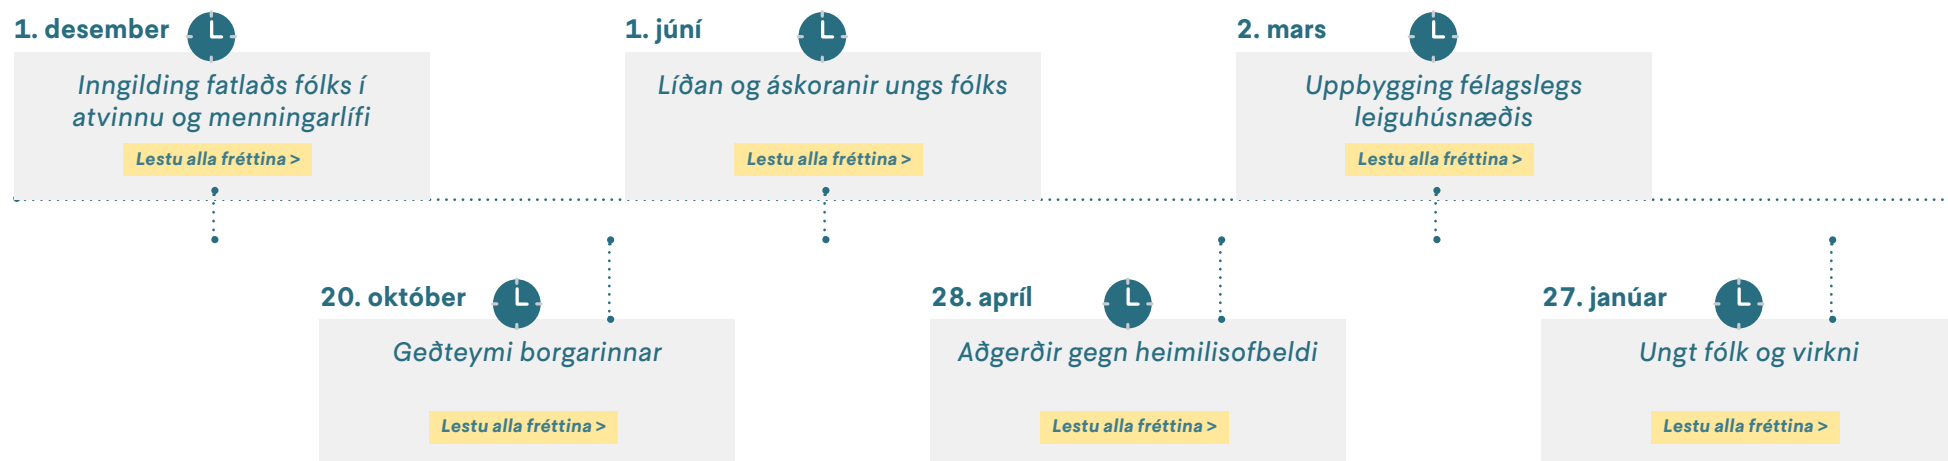 1. desember
Inngilding fatlaðs fólks í
atvinnu og menningarlífi
Lestu alla fréttina >
20. október
Geðteymi borgarinnar
Lestu alla fréttina >
1. júní
Líðan og áskoranir ungs fólks
Lestu alla fréttina >
28. apríl
Aðgerðir gegn heimilisofbeldi
Lestu alla fréttina >
2. mars
Uppbygging félagslegs
leiguhúsnæðis
Lestu alla fréttina >
27. janúar
Ungt fólk og virkni
Lestu alla fréttina >